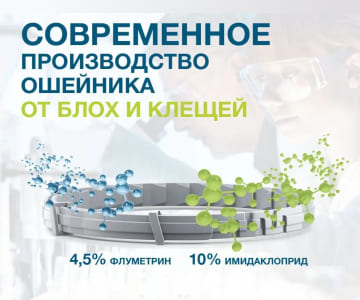 СОВРЕМЕННОЕ
ПРОИЗВОДСТВО
ОШЕЙНИКА
ОТ БЛОХ И КЛЕЩЕЙ
4,5% ФЛУМЕТРИН 10% ИМИДАКЛОПРИД